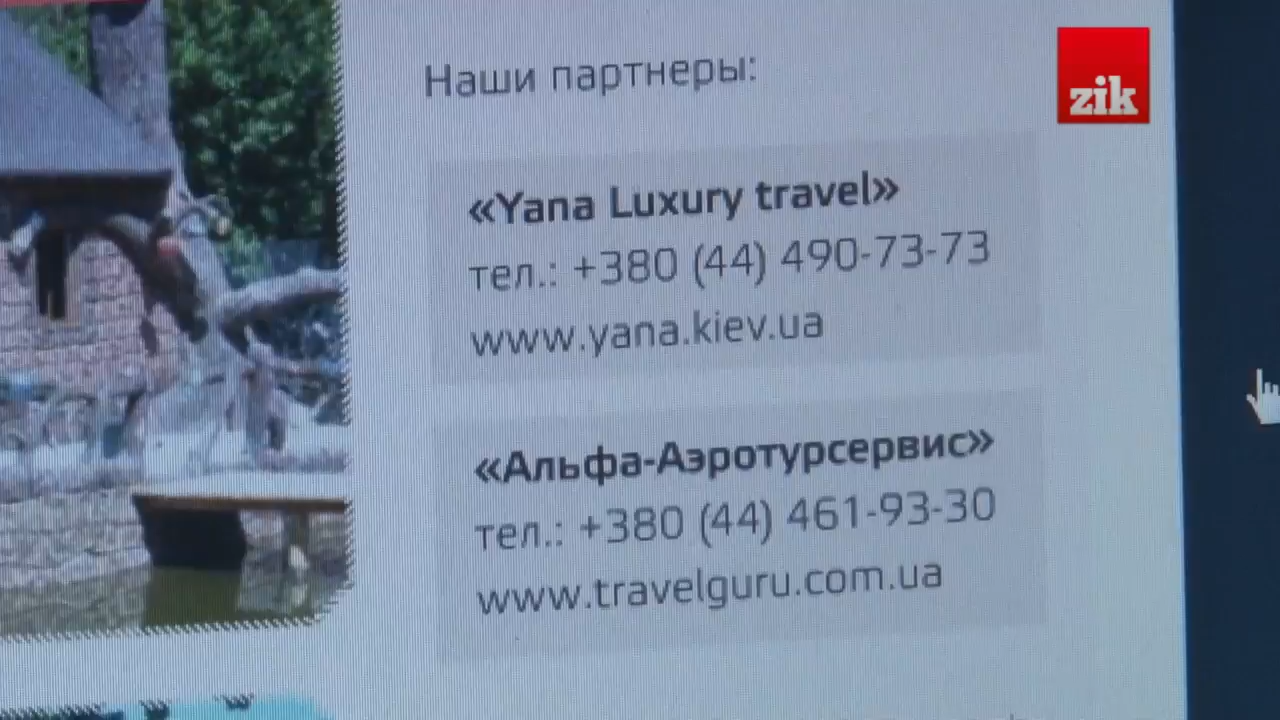 Наши партнеры:
zik
«Yana Luxury travel»
тел.: +380 (44) 490-73-73
www.yana.kiev.ua
«Альфа-Аэротурсервис»
тел.: +380 (44) 461-93-30
www.travelguru.com.ua